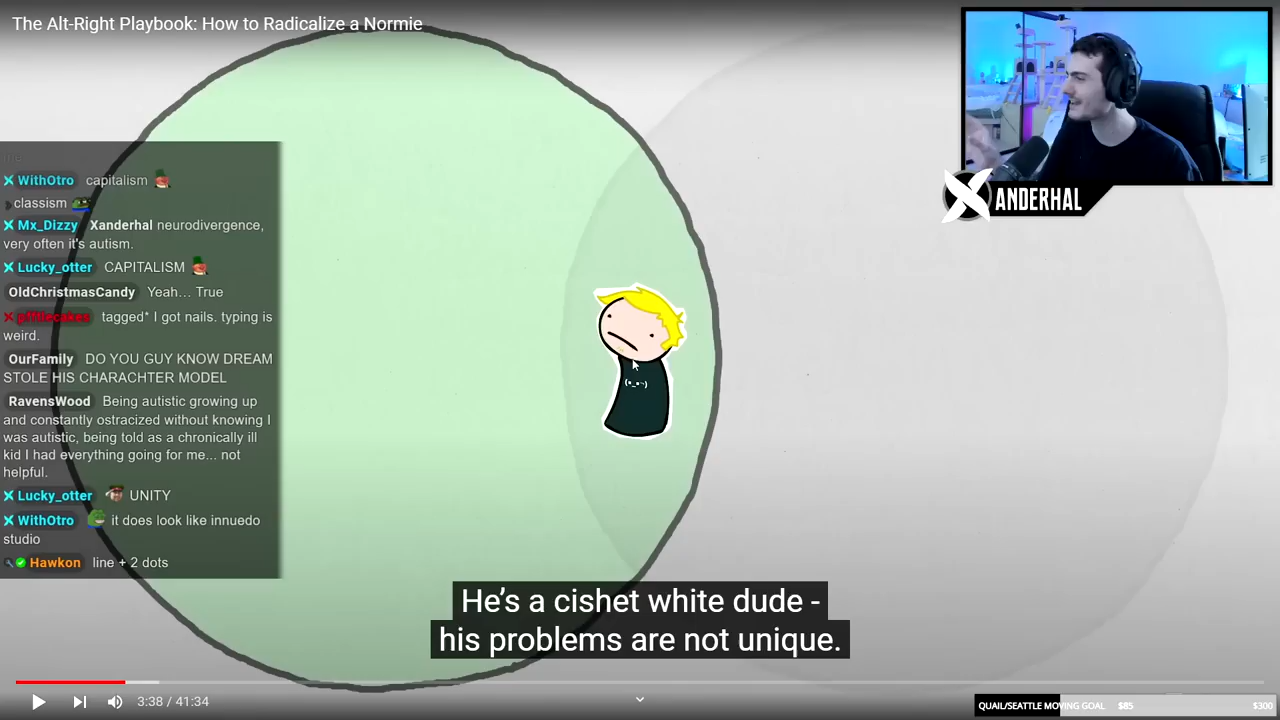 The Alt-Right Playbook: How to Radicalize a Normie
ANDERHAL
WithOtro capitalism
classism
Mx_Dizzy Xanderhal neurodivergence,
very often it's autism.
Lucky_otter CAPITALISM
OldChristmasCandy Yeah... True
pfftlecakes tagged* I got nails. typing is
weird.
OurFamily DO YOU GUY KNOW DREAM
STOLE HIS CHARACHTER MODEL
RavensWood Being autistic growing up
and constantly ostracized without knowing I
was autistic, being told as a chronically ill
kid I had everything going for me... not
helpful.
Lucky_otter UNITY
WithOtro it does look like innuedo
studio
Hawkon line + 2 dots
He's a cishet white dude -
his problems are not unique.
3:38 / 41:34
QUAIL/SEATTLE MOVING GOAL $85 $300